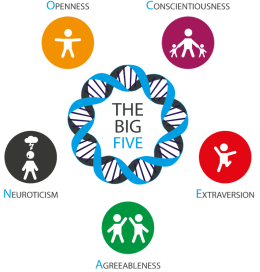 OPENNESS
CONSCIENTIOUSNESS
THE
BIG
FIVE
NEUROTICISM
EXTRAVERSION
AGREEABLENESS